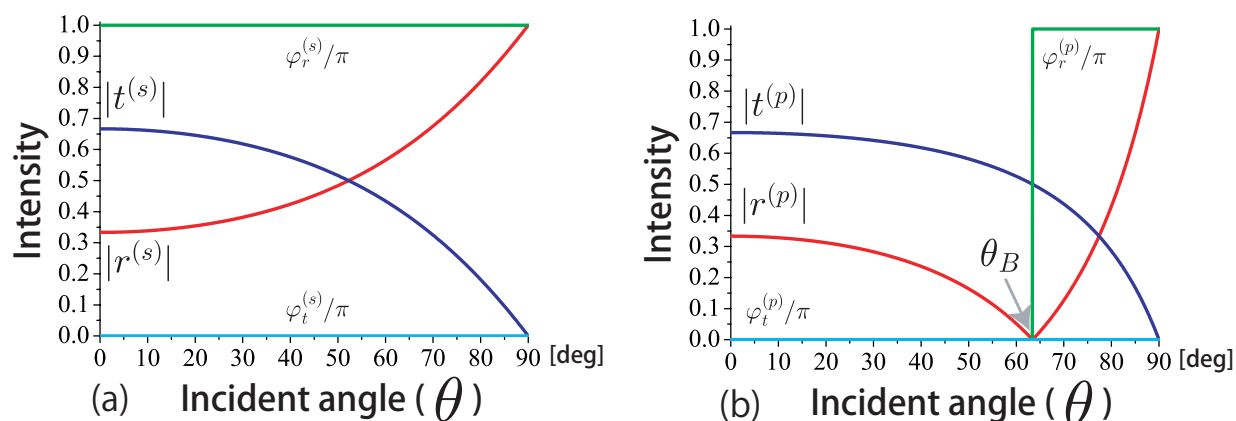 Intensity
1.0
0.9
0.8
0.7
0.6
0.5
0.4
0.3
0.2
0.1
0.0
φ_r^{(s)}/π
|t^{(s)}|
|r^{(s)}|
φ_t^{(s)}/π
0 10 20 30 40 50 60 70 80 90 [deg]
(a) Incident angle ( θ )
Intensity
1.0
0.9
0.8
0.7
0.6
0.5
0.4
0.3
0.2
0.1
0.0
φ_r^{(p)}/π
|t^{(p)}|
|r^{(p)}|
θ_B
φ_t^{(p)}/π
0 10 20 30 40 50 60 70 80 90 [deg]
(b) Incident angle ( θ )